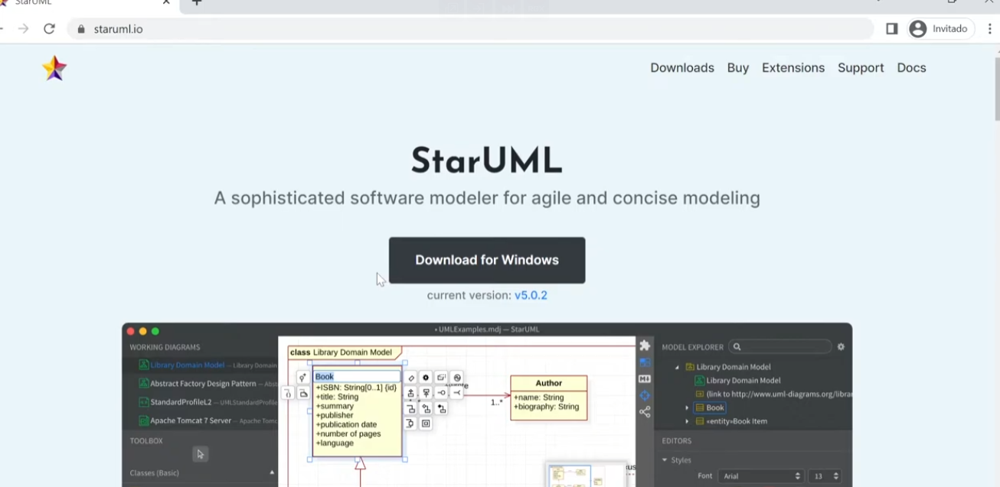 StarUML
staruml.io
Invitado
Downloads Buy Extensions Support Docs
StarUML
A sophisticated software modeler for agile and concise modeling
Download for Windows
current version: v5.0.2
• UMLExamples.mdj — StarUML
WORKING DIAGRAMS
Library Domain Model — Library Domain
Abstract Factory Design Pattern — Abst
StandardProfileL2 — UMLStandardProfile
Apache Tomcat 7 Server — Apache Tomc
TOOLBOX
Classes (Basic)
class Library Domain Model
Book
+ISBN: String[0..1] {id}
+title: String
+summary
+publisher
+publication date
+number of pages
+language
1..*
Author
+name: String
+biography: String
MODEL EXPLORER
Library Domain Model
Library Domain Model
(link to http://www.uml-diagrams.org/librar
Book
«entity»Book Item
EDITORS
Styles
Font Arial 13